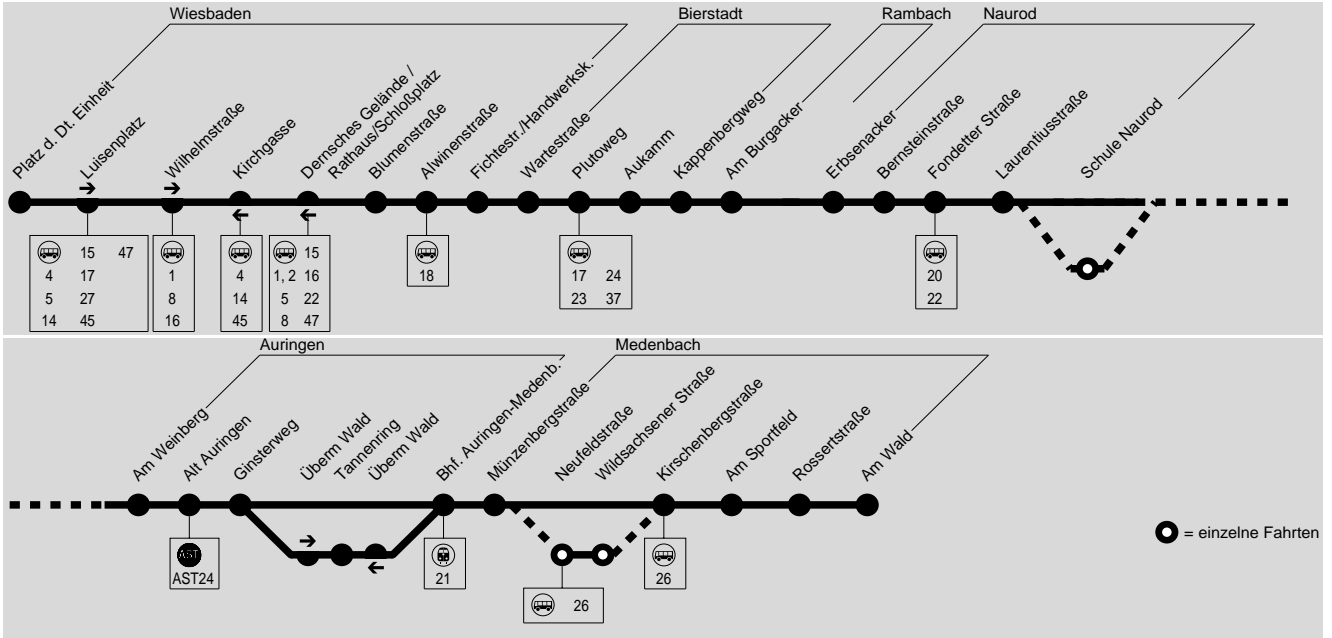 Wiesbaden
Bierstadt
Rambach
Naurod
Platz d. Dt. Einheit
Luisenplatz
Wilhelmstraße
Kirchgasse
Dernsches Gelände /
Rathaus/Schloßplatz
Blumenstraße
Alwinenstraße
Fichtestr./Handwerksk.
Wartestraße
Plutoweg
Aukamm
Kappenbergweg
Am Burgacker
Erbsenacker
Bernsteinstraße
Fondetter Straße
Laurentiusstraße
Schule Naurod
15 47
4 17
5 27
14 45
1
8
16
4
14
45
15
1, 2 16
5 22
8 47
18
17 24
23 37
20
22
Auringen
Medenbach
Am Weinberg
Alt Auringen
Ginsterweg
Überm Wald
Tannenring
Überm Wald
Bhf. Auringen-Medenb.
Münzenbergstraße
Neufeldstraße
Wildsachsener Straße
Kirschenbergstraße
Am Sportfeld
Rossertstraße
Am Wald
AST
AST24
21
26
26
= einzelne Fahrten